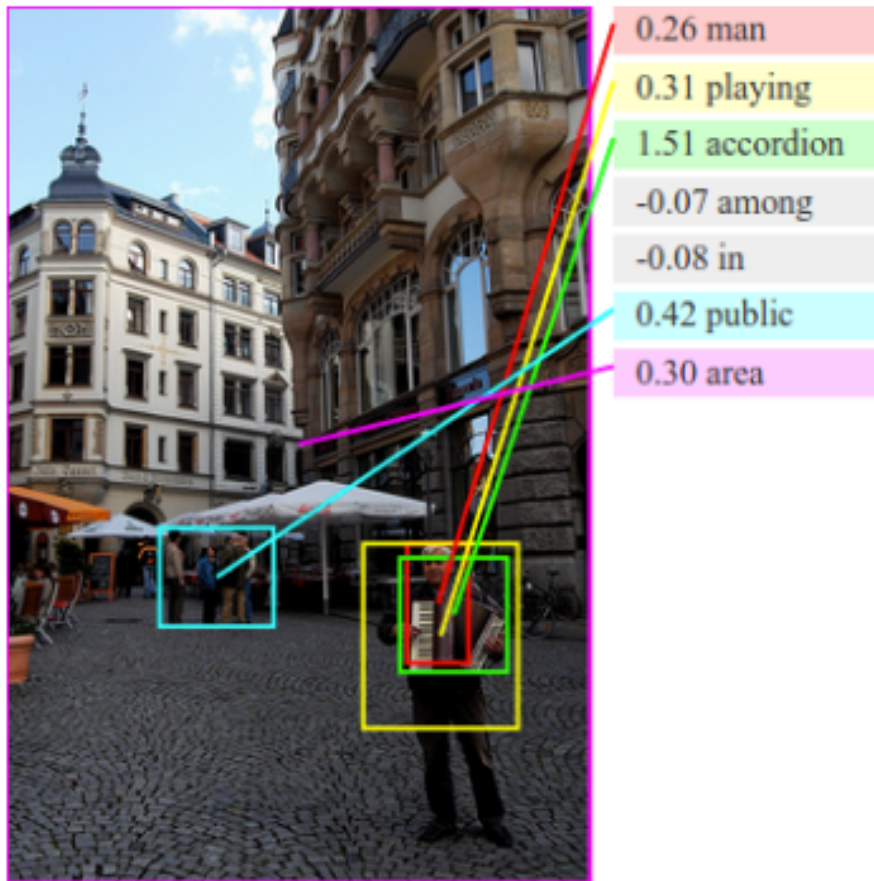 0.26 man
0.31 playing
1.51 accordion
-0.07 among
-0.08 in
0.42 public
0.30 area